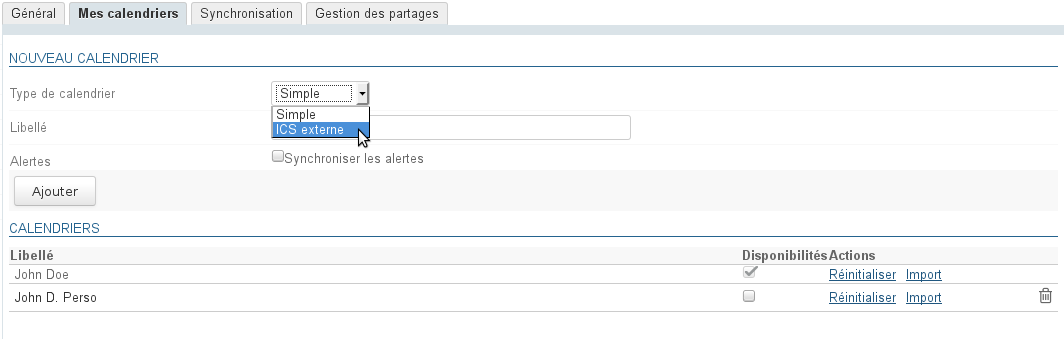 Général Mes calendriers Synchronisation Gestion des partages
NOUVEAU CALENDRIER
Type de calendrier Simple
Simple
ICS externe
Libellé
Alertes Synchroniser les alertes
Ajouter
CALENDRIERS
Libellé Disponibilités Actions
John Doe Réinitialiser Import
John D. Perso Réinitialiser Import